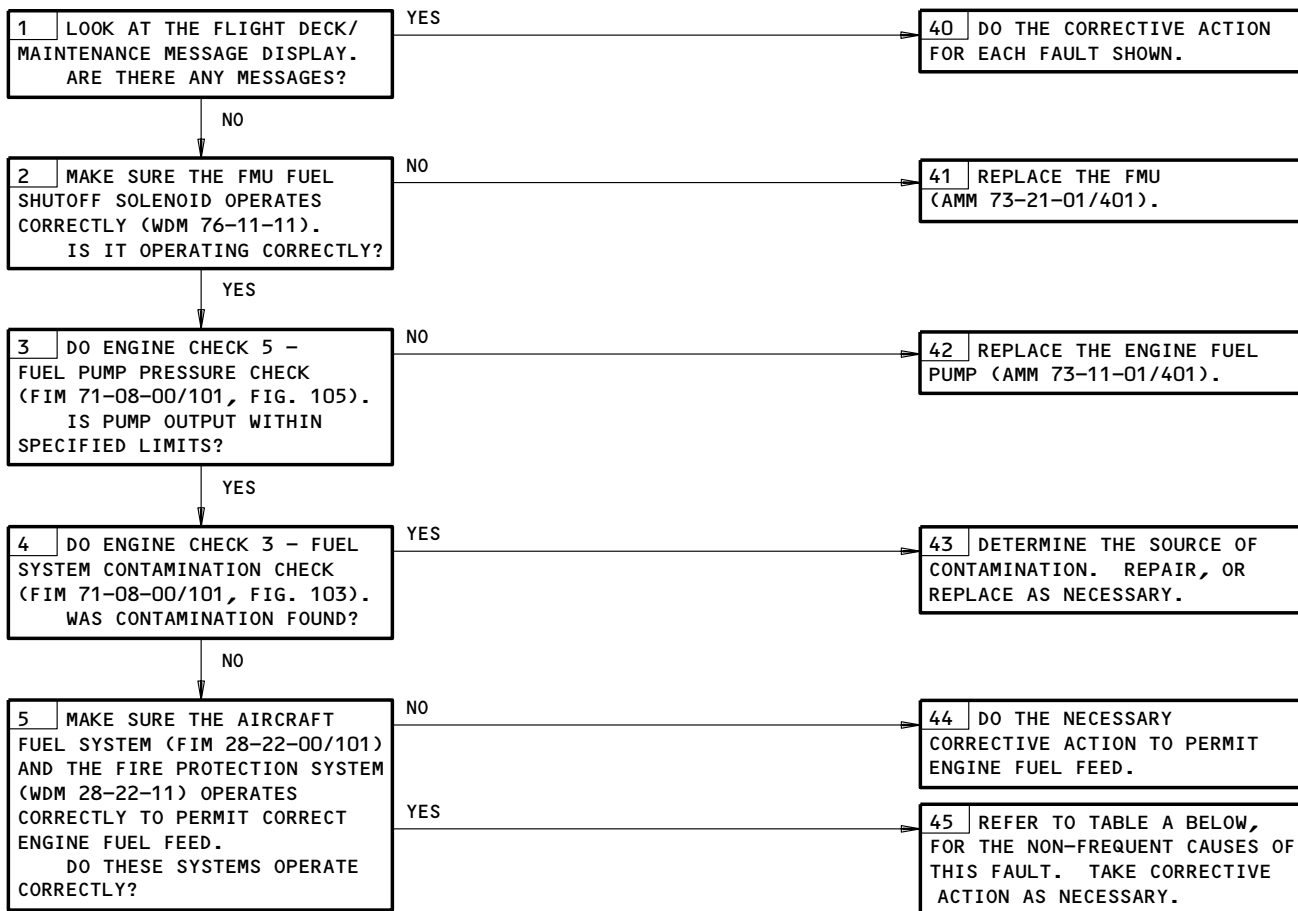 1 LOOK AT THE FLIGHT DECK/
MAINTENANCE MESSAGE DISPLAY.
ARE THERE ANY MESSAGES?
YES
40 DO THE CORRECTIVE ACTION
FOR EACH FAULT SHOWN.
NO
2 MAKE SURE THE FMU FUEL
SHUTOFF SOLENOID OPERATES
CORRECTLY (WDM 76-11-11).
IS IT OPERATING CORRECTLY?
NO
41 REPLACE THE FMU
(AMM 73-21-01/401).
YES
3 DO ENGINE CHECK 5 -
FUEL PUMP PRESSURE CHECK
(FIM 71-08-00/101, FIG. 105).
IS PUMP OUTPUT WITHIN
SPECIFIED LIMITS?
NO
42 REPLACE THE ENGINE FUEL
PUMP (AMM 73-11-01/401).
YES
4 DO ENGINE CHECK 3 - FUEL
SYSTEM CONTAMINATION CHECK
(FIM 71-08-00/101, FIG. 103).
WAS CONTAMINATION FOUND?
YES
43 DETERMINE THE SOURCE OF
CONTAMINATION. REPAIR, OR
REPLACE AS NECESSARY.
NO
5 MAKE SURE THE AIRCRAFT
FUEL SYSTEM (FIM 28-22-00/101)
AND THE FIRE PROTECTION SYSTEM
(WDM 28-22-11) OPERATES
CORRECTLY TO PERMIT CORRECT
ENGINE FUEL FEED.
DO THESE SYSTEMS OPERATE
CORRECTLY?
NO
44 DO THE NECESSARY
CORRECTIVE ACTION TO PERMIT
ENGINE FUEL FEED.
YES
45 REFER TO TABLE A BELOW,
FOR THE NON-FREQUENT CAUSES OF
THIS FAULT. TAKE CORRECTIVE
ACTION AS NECESSARY.